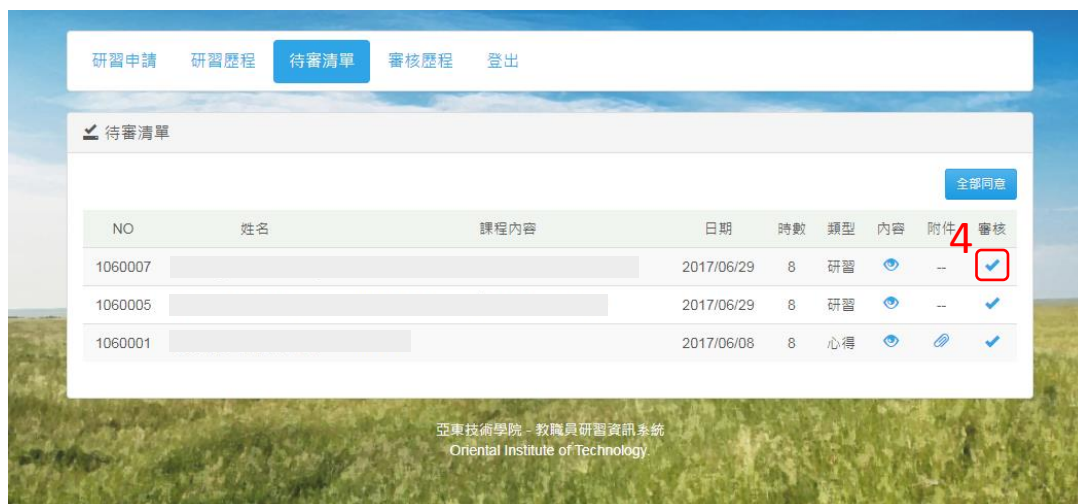 研習申請 研習歷程 待審清單 審核歷程 登出
待審清單
全部同意
NO 姓名 課程內容 日期 時數 類型 內容 附件 審核
4
1060007 2017/06/29 8 研習 --
1060005 2017/06/29 8 研習 --
1060001 2017/06/08 8 心得
亞東技術學院 - 教職員研習資訊系統
Oriental Institute of Technology.